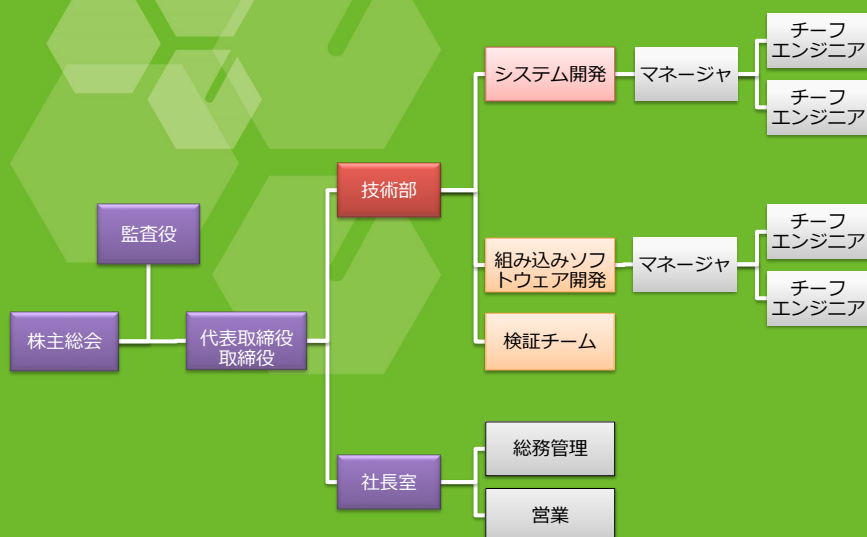 チーフ
エンジニア
システム開発
マネージャ
チーフ
エンジニア
技術部
監査役
チーフ
エンジニア
組み込みソフ
トウェア開発
マネージャ
チーフ
エンジニア
株主総会
代表取締役
取締役
検証チーム
総務管理
社長室
営業